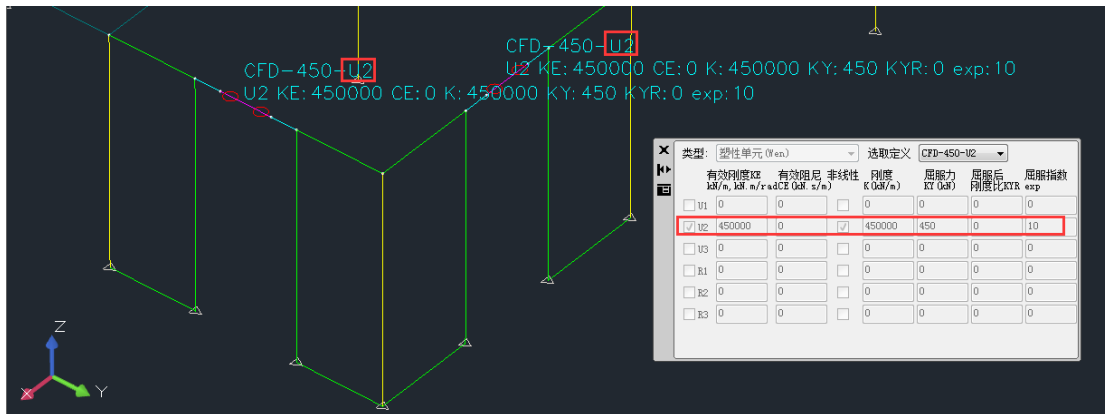 CFD-450-U2
U2 KE: 450000 CE: 0 K: 450000 KY: 450 KYR: 0 exp: 10
CFD-450-U2
U2 KE: 450000 CE: 0 K: 450000 KY: 450 KYR: 0 exp: 10
类型: 塑性单元(Wen) 选取定义 CFD-450-U2
有效刚度KE 有效阻尼 非线性 刚度 屈服力 屈服后 屈服指数
kN/m, kN.m/rad CE(kN.s/m) K(kN/m) KY(kN) 刚度比KYR exp
U1 0 0 0 0 0 0
U2 450000 0 450000 450 0 10
U3 0 0 0 0 0 0
R1 0 0 0 0 0 0
R2 0 0 0 0 0 0
R3 0 0 0 0 0 0
Z
X Y